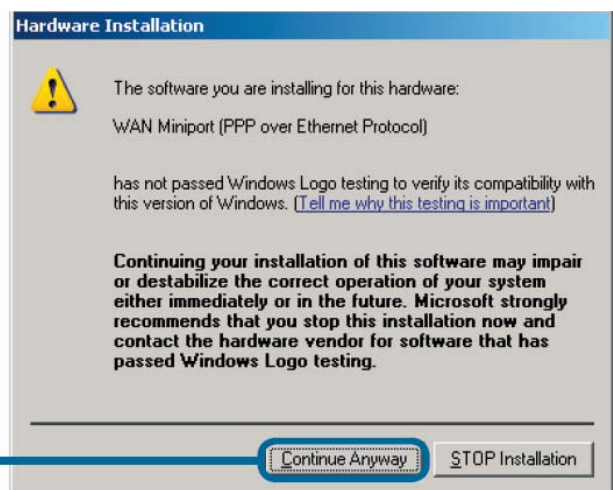 Hardware Installation
The software you are installing for this hardware:
WAN Miniport (PPP over Ethernet Protocol)
has not passed Windows Logo testing to verify its compatibility with
this version of Windows. (Tell me why this testing is important)
Continuing your installation of this software may impair
or destabilize the correct operation of your system
either immediately or in the future. Microsoft strongly
recommends that you stop this installation now and
contact the hardware vendor for software that has
passed Windows Logo testing.
Continue Anyway
STOP Installation